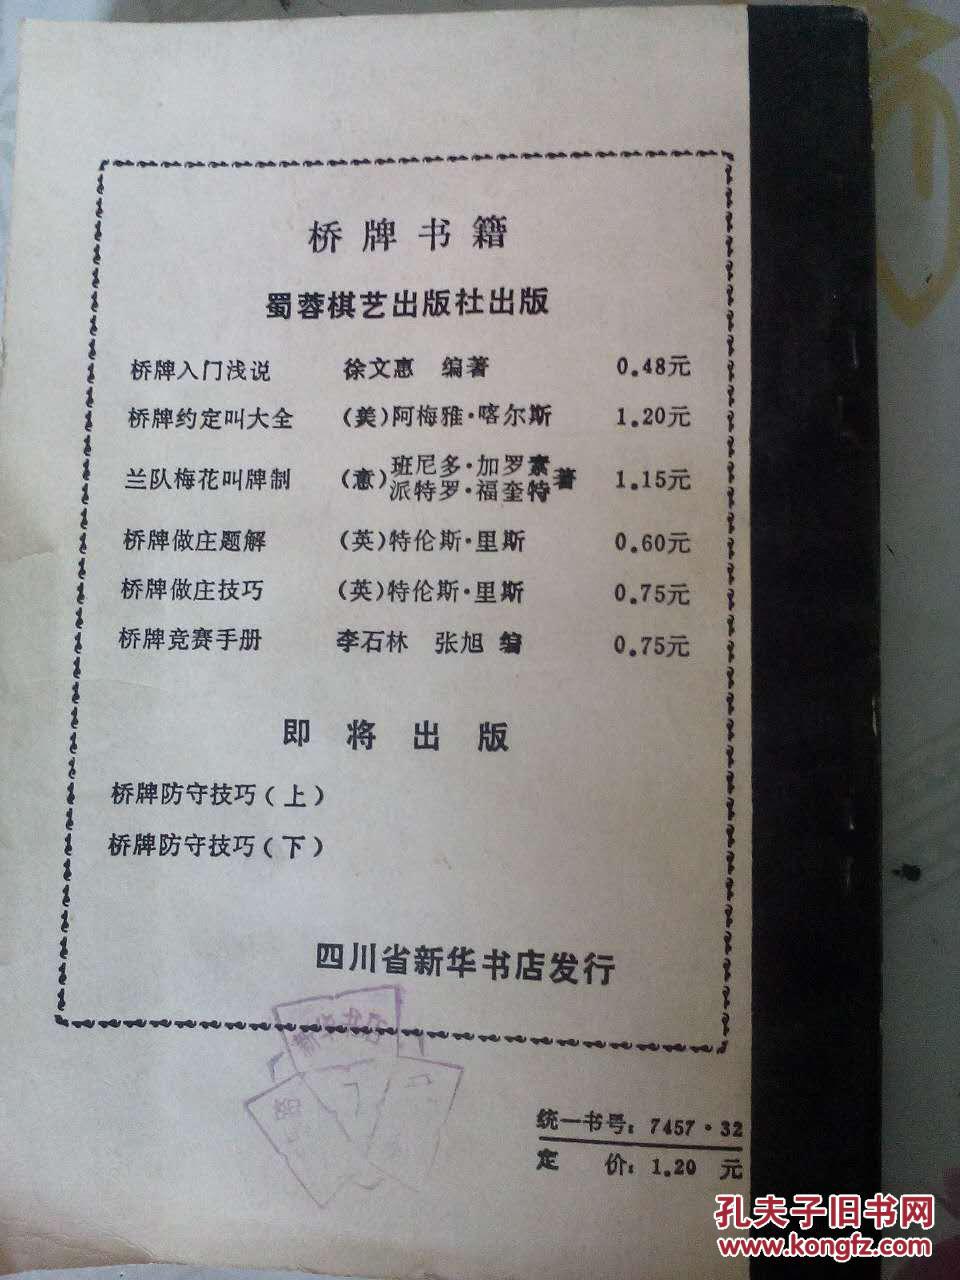 桥牌书籍
蜀蓉棋艺出版社出版
桥牌入门浅说 徐文惠 编著 0.48元
桥牌约定叫大全 (美)阿梅雅·喀尔斯 1.20元
兰队梅花叫牌制 (意)班尼多·加罗素 派特罗·福奎特 著 1.15元
桥牌做庄题解 (英)特伦斯·里斯 0.60元
桥牌做庄技巧 (英)特伦斯·里斯 0.75元
桥牌竞赛手册 李石林 张旭 编 0.75元
即将出版
桥牌防守技巧(上)
桥牌防守技巧(下)
四川省新华书店发行
新华书店
统一书号：7457·32
定 价：1.20 元
孔夫子旧书网
www.kongfz.com